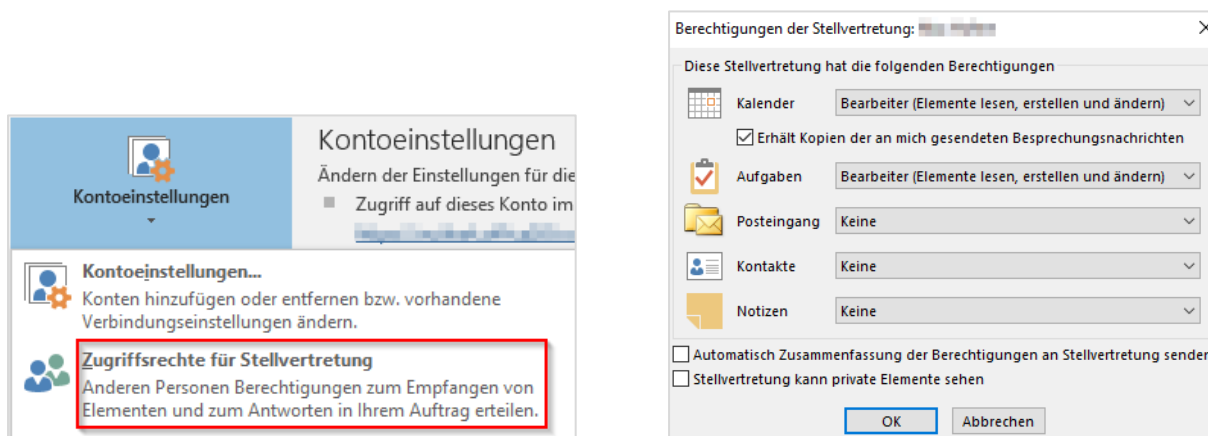 Kontoeinstellungen
Kontoeinstellungen
Ändern der Einstellungen für die
Zugriff auf dieses Konto im
Kontoeinstellungen...
Konten hinzufügen oder entfernen bzw. vorhandene
Verbindungseinstellungen ändern.
Zugriffsrechte für Stellvertretung
Anderen Personen Berechtigungen zum Empfangen von
Elementen und zum Antworten in Ihrem Auftrag erteilen.
Berechtigungen der Stellvertretung:
Diese Stellvertretung hat die folgenden Berechtigungen
Kalender Bearbeiter (Elemente lesen, erstellen und ändern)
Erhält Kopien der an mich gesendeten Besprechungsnachrichten
Aufgaben Bearbeiter (Elemente lesen, erstellen und ändern)
Posteingang Keine
Kontakte Keine
Notizen Keine
Automatisch Zusammenfassung der Berechtigungen an Stellvertretung sender
Stellvertretung kann private Elemente sehen
OK Abbrechen